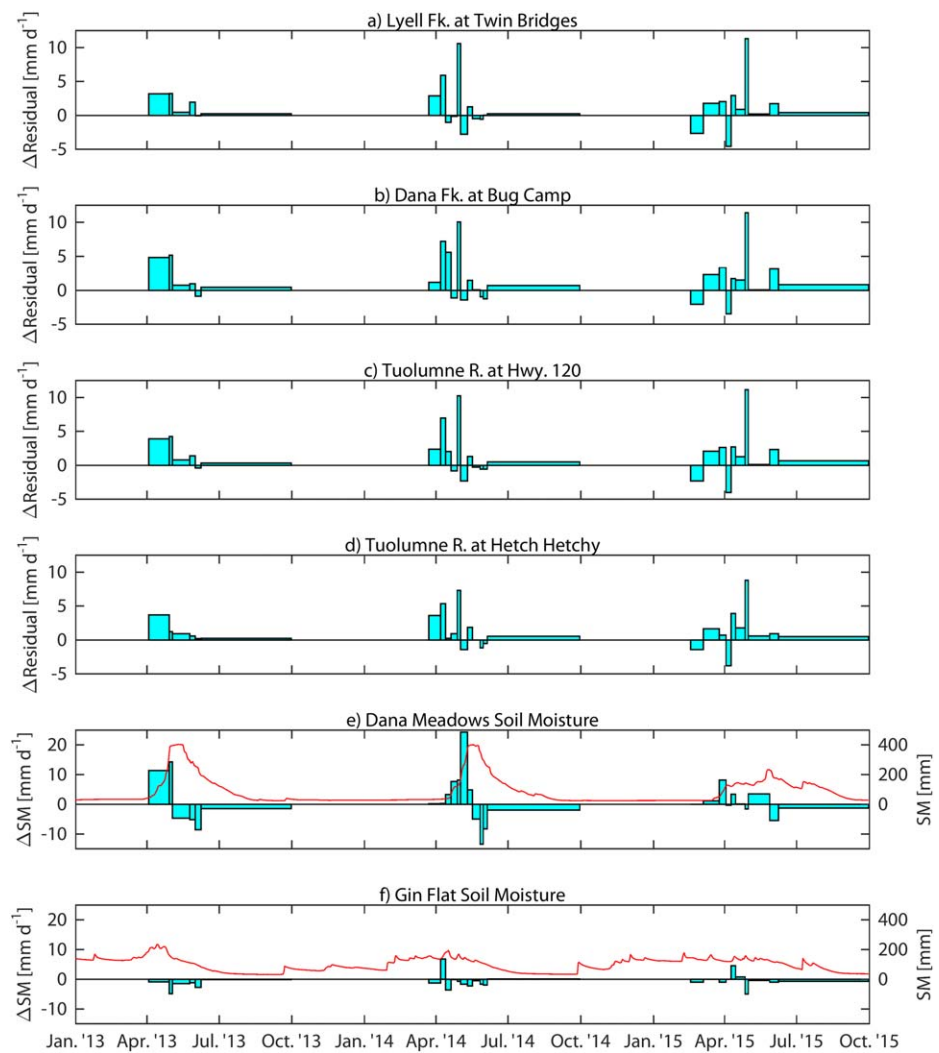 a) Lyell Fk. at Twin Bridges
ΔResidual [mm d⁻¹]
10
5
0
-5
b) Dana Fk. at Bug Camp
ΔResidual [mm d⁻¹]
10
5
0
-5
c) Tuolumne R. at Hwy. 120
ΔResidual [mm d⁻¹]
10
5
0
-5
d) Tuolumne R. at Hetch Hetchy
ΔResidual [mm d⁻¹]
10
5
0
-5
e) Dana Meadows Soil Moisture
ΔSM [mm d⁻¹]
20
10
0
-10
400
200
0
SM [mm]
f) Gin Flat Soil Moisture
ΔSM [mm d⁻¹]
20
10
0
-10
400
200
0
SM [mm]
Jan. '13 Apr. '13 Jul. '13 Oct. '13 Jan. '14 Apr. '14 Jul. '14 Oct. '14 Jan. '15 Apr. '15 Jul. '15 Oct. '15